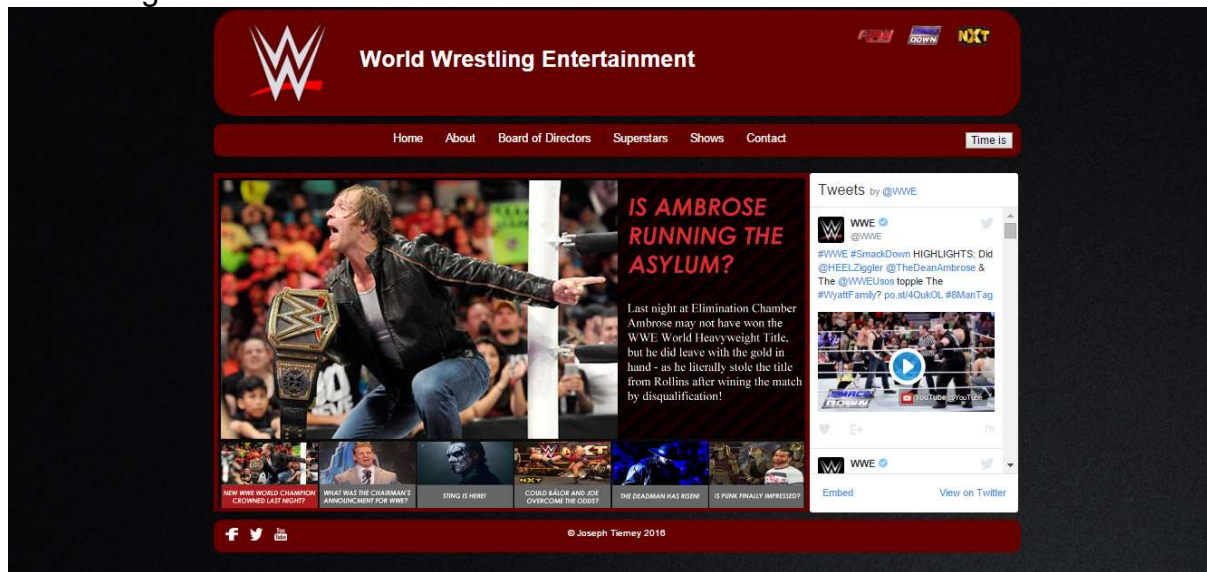 World Wrestling Entertainment
RAW
SMACK DOWN
NXT
Home About Board of Directors Superstars Shows Contact
Time is
IS AMBROSE
RUNNING THE
ASYLUM?
Last night at Elimination Chamber
Ambrose may not have won the
WWE World Heavyweight Title,
but he did leave with the gold in
hand - as he literally stole the title
from Rollins after wining the match
by disqualification!
NEW WWE WORLD CHAMPION
CROWNED LAST NIGHT?
WHAT WAS THE CHAIRMAN'S
ANNOUNCMENT FOR WWE?
STING IS HERE!
NXT
COULD BÁLOR AND JOE
OVERCOME THE ODDS?
THE DEADMAN HAS RISEN!
IS PUNK FINALLY IMPRESSED?
Tweets by @WWE
WWE
@WWE
#WWE #SmackDown HIGHLIGHTS: Did
@HEELZiggler @TheDeanAmbrose &
The @WWEUsos topple The
#WyattFamily? po.st/4QukOL #8ManTag
SMACK DOWN
YouTube @YouTube
7h
WWE
Embed View on Twitter
You Tube
© Joseph Tierney 2016